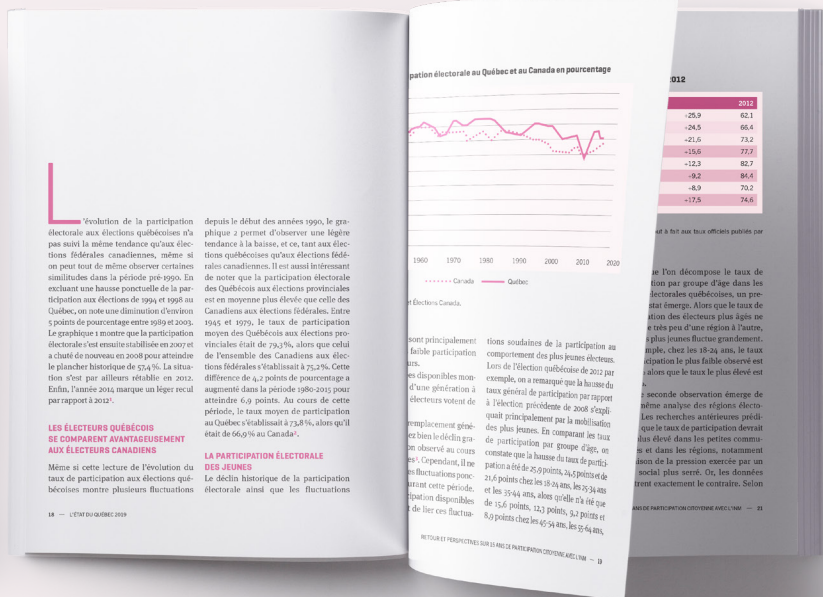 L'évolution de la participation
électorale aux élections québécoises n'a
pas suivi la même tendance qu'aux élec-
tions fédérales canadiennes, même si
on peut tout de même observer certaines
similitudes dans la période pré-1990. En
excluant une hausse ponctuelle de la par-
ticipation aux élections de 1994 et 1998 au
Québec, on note une diminution d'environ
5 points de pourcentage entre 1989 et 2003.
Le graphique 1 montre que la participation
électorale s'est ensuite stabilisée en 2007 et
a chuté de nouveau en 2008 pour atteindre
le plancher historique de 57,4 %. La situa-
tion s'est par ailleurs rétablie en 2012.
Enfin, l'année 2014 marque un léger recul
par rapport à 2012¹.
LES ÉLECTEURS QUÉBÉCOIS
SE COMPARENT AVANTAGEUSEMENT
AUX ÉLECTEURS CANADIENS
Même si cette lecture de l'évolution du
taux de participation aux élections qué-
bécoises montre plusieurs fluctuations
depuis le début des années 1990, le gra-
phique 2 permet d'observer une légère
tendance à la baisse, et ce, tant aux élec-
tions québécoises qu'aux élections fédé-
rales canadiennes. Il est aussi intéressant
de noter que la participation électorale
des Québécois aux élections provinciales
est en moyenne plus élevée que celle des
Canadiens aux élections fédérales. Entre
1945 et 1979, le taux de participation
moyen des Québécois aux élections pro-
vinciales était de 79,3 %, alors que celui
de l'ensemble des Canadiens aux élec-
tions fédérales s'établissait à 75,2 %. Cette
différence de 4,2 points de pourcentage a
augmenté dans la période 1980-2015 pour
atteindre 6,9 points. Au cours de cette
période, le taux moyen de participation
au Québec s'établissait à 73,8 %, alors qu'il
était de 66,9 % au Canada².
LA PARTICIPATION ÉLECTORALE
DES JEUNES
Le déclin historique de la participation
électorale ainsi que les fluctuations
18 — L'ÉTAT DU QUÉBEC 2019
pation électorale au Québec et au Canada en pourcentage
1960 1970 1980 1990 2000 2010 2020
Canada Québec
et Élections Canada.
sont principalement
faible participation
urs.
es disponibles mon-
d'une génération à
électeurs votent de
remplacement géné-
ez bien le déclin gra-
on observé au cours
es³. Cependant, il ne
es fluctuations ponc-
urant cette période.
cipation disponibles
t de lier ces fluctua-
tions soudaines de la participation au
comportement des plus jeunes électeurs.
Lors de l'élection québécoise de 2012 par
exemple, on a remarqué que la hausse du
taux général de participation par rapport
à l'élection précédente de 2008 s'expli-
quait principalement par la mobilisation
des plus jeunes. En comparant les taux
de participation par groupe d'âge, on
constate que la hausse du taux de partici-
pation a été de 25,9 points, 24,5 points et de
21,6 points chez les 18-24 ans, les 25-34 ans
et les 35-44 ans, alors qu'elle n'a été que
de 15,6 points, 12,3 points, 9,2 points et
8,9 points chez les 45-54 ans, les 55-64 ans,
RETOUR ET PERSPECTIVES SUR 15 ANS DE PARTICIPATION CITOYENNE AVEC L'INM — 19
2012
2012
+25,9 62,1
+24,5 66,4
+21,6 73,2
+15,6 77,7
+12,3 82,7
+9,2 84,4
+8,9 70,2
+17,5 74,6
out à fait aux taux officiels publiés par
ue l'on décompose le taux de
tion par groupe d'âge dans les
électorales québécoises, un pre-
stat émerge. Alors que le taux de
ation des électeurs plus âgés ne
e très peu d'une région à l'autre,
s plus jeunes fluctue grandement.
mple, chez les 18-24 ans, le taux
icipation le plus faible observé est
alors que le taux le plus élevé est
seconde observation émerge de
même analyse des régions électo-
Les recherches antérieures prédi-
que le taux de participation devrait
lus élevé dans les petites commu-
s et dans les régions, notamment
ison de la pression exercée par un
social plus serré. Or, les données
trent exactement le contraire. Selon
ANS DE PARTICIPATION CITOYENNE AVEC L'INM — 21